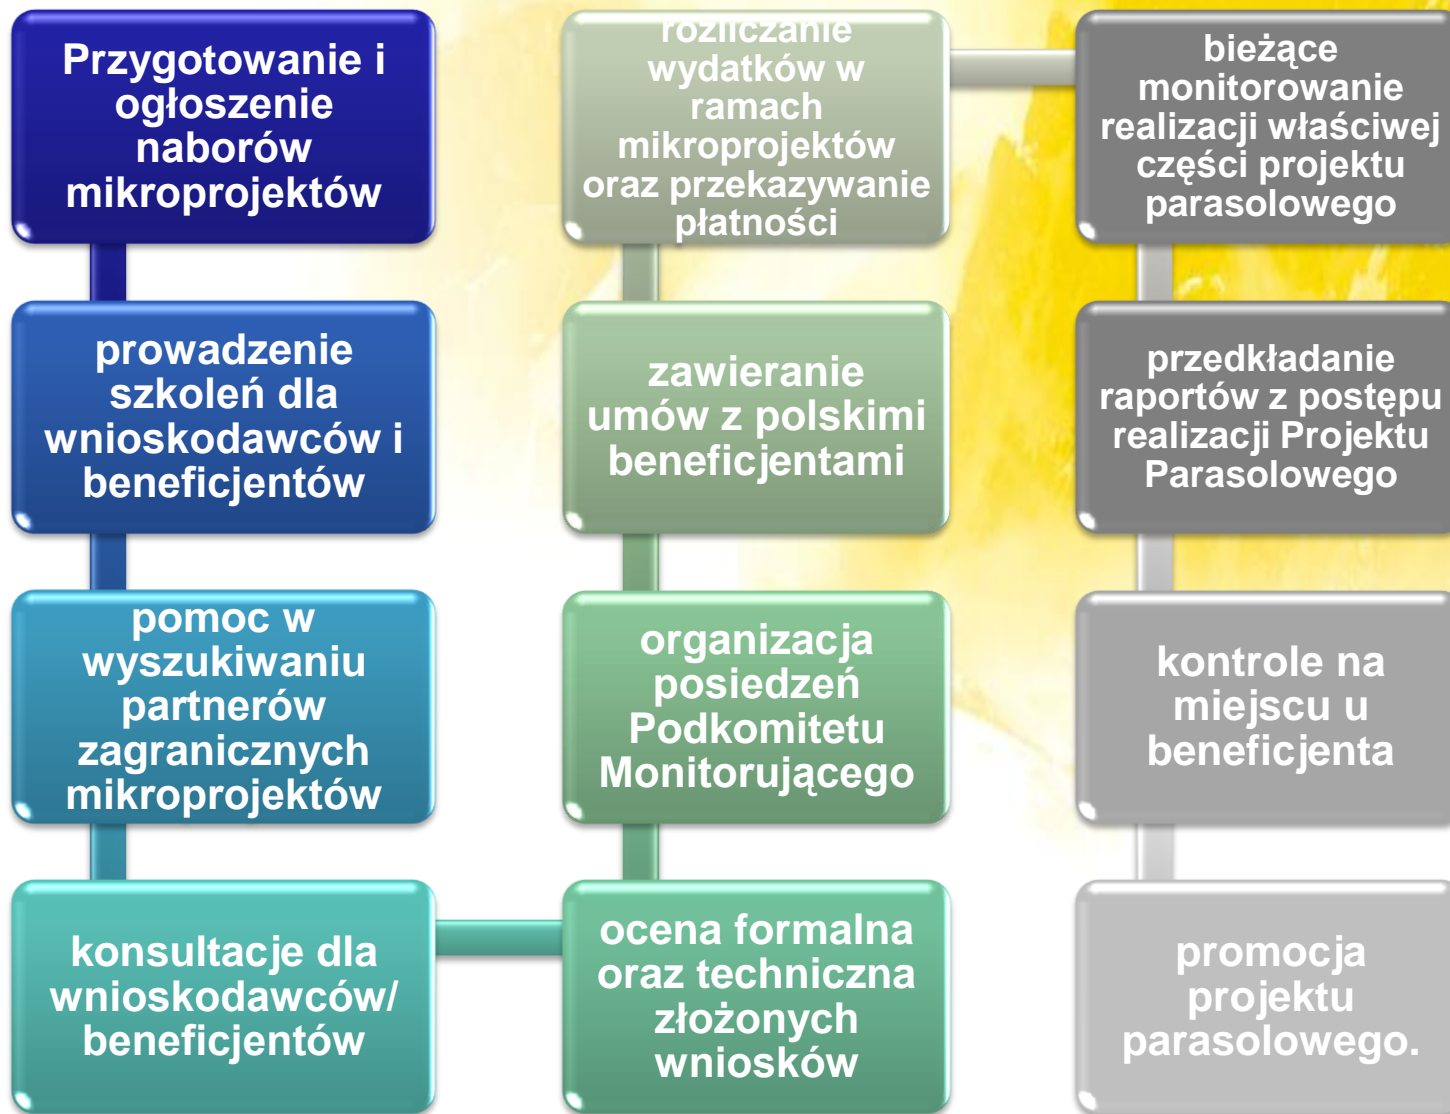 Przygotowanie i
ogłoszenie
naborów
mikroprojektów
prowadzenie
szkoleń dla
wnioskodawców i
beneficjentów
pomoc w
wyszukiwaniu
partnerów
zagranicznych
mikroprojektów
konsultacje dla
wnioskodawców/
beneficjentów
ocena formalna
oraz techniczna
złożonych
wniosków
organizacja
posiedzeń
Podkomitetu
Monitorującego
zawieranie
umów z polskimi
beneficjentami
rozliczanie
wydatków w
ramach
mikroprojektów
oraz przekazywanie
płatności
bieżące
monitorowanie
realizacji właściwej
części projektu
parasolowego
przedkładanie
raportów z postępu
realizacji Projektu
Parasolowego
kontrole na
miejscu u
beneficjenta
promocja
projektu
parasolowego.